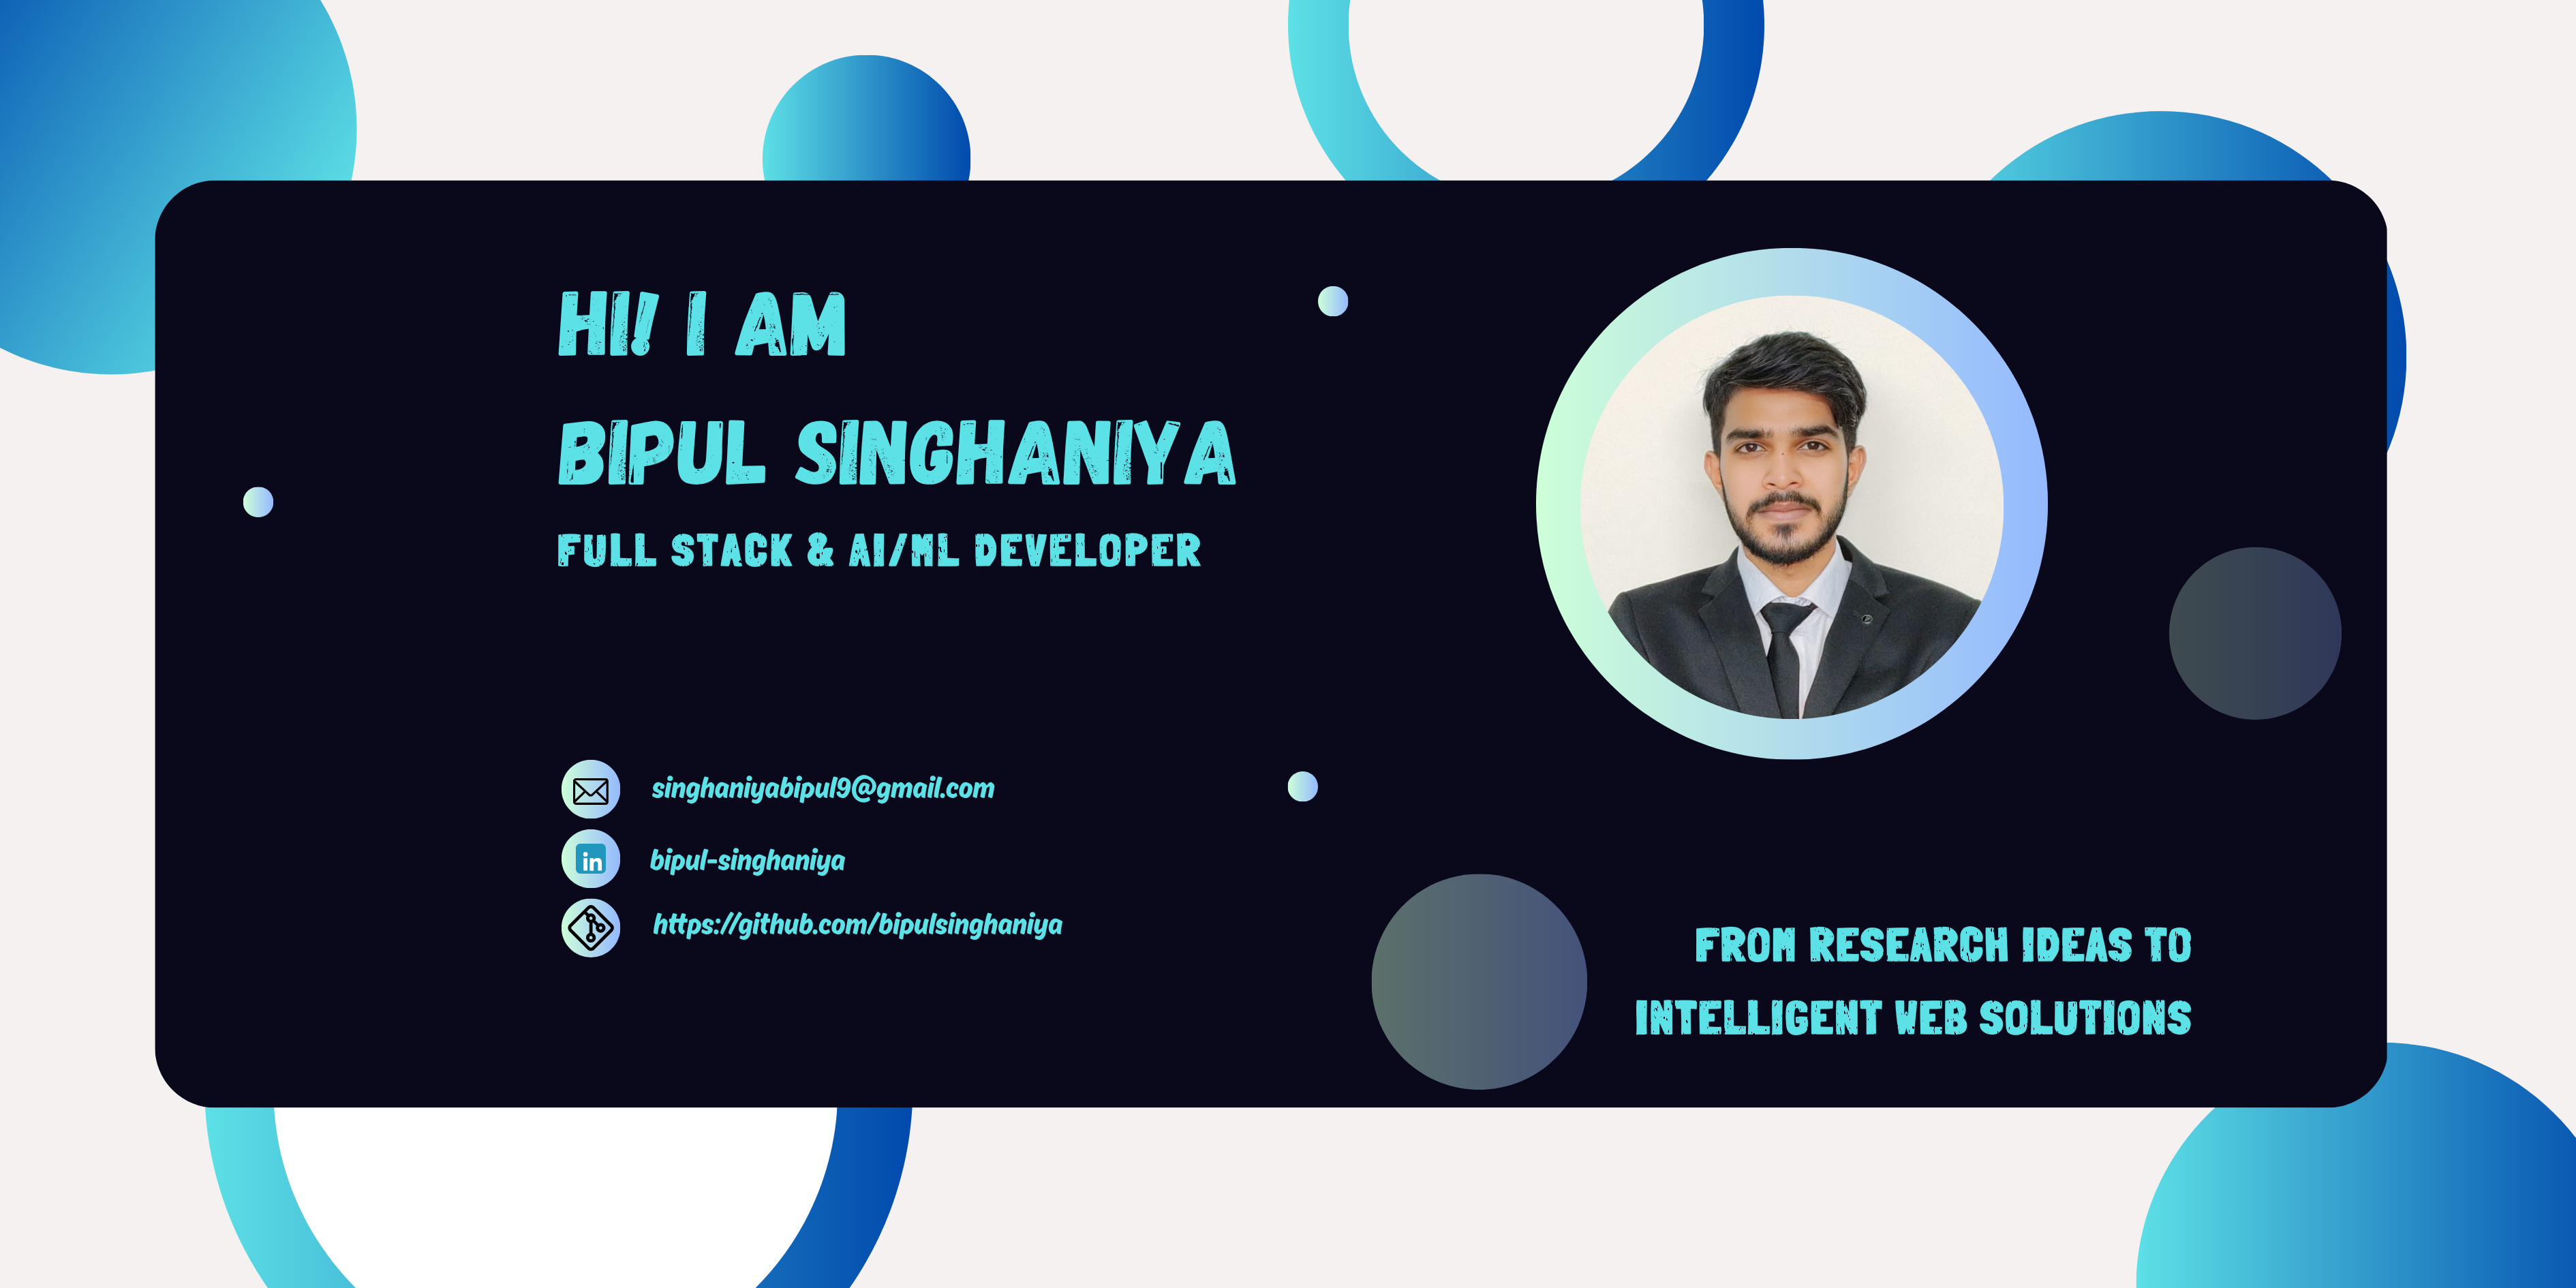 HI! I AM
BIPUL SINGHANIYA
FULL STACK & AI/ML DEVELOPER
singhaniyabipul9@gmail.com
in
bipul-singhaniya
https://github.com/bipulsinghaniya
FROM RESEARCH IDEAS TO
INTELLIGENT WEB SOLUTIONS